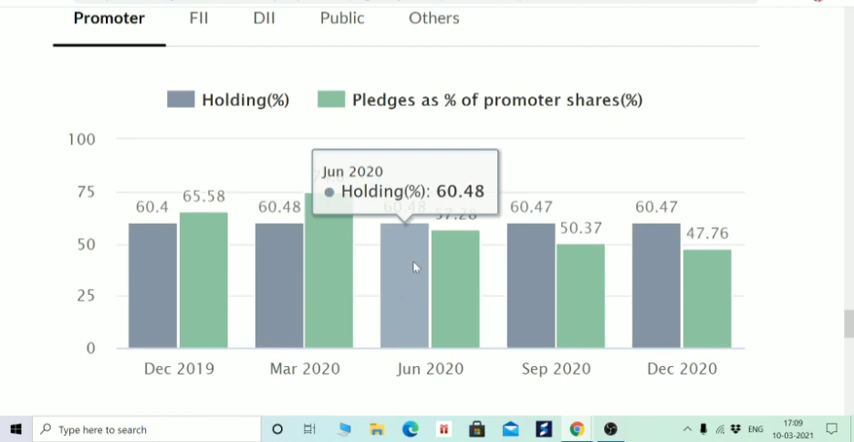 Promoter FII DII Public Others
Holding(%) Pledges as % of promoter shares(%)
100
75
50
25
0
Jun 2020
Holding(%): 60.48
60.4 65.58 60.48 60.48 60.47 50.37 60.47 47.76
Dec 2019 Mar 2020 Jun 2020 Sep 2020 Dec 2020
Type here to search
ENG
17:09
10-03-2021